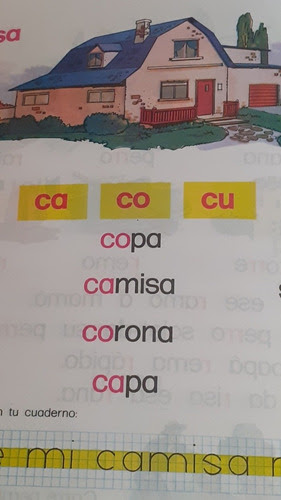 sa
ca co cu
copa
camisa
corona
capa
n tu cuaderno:
e mi camisa r